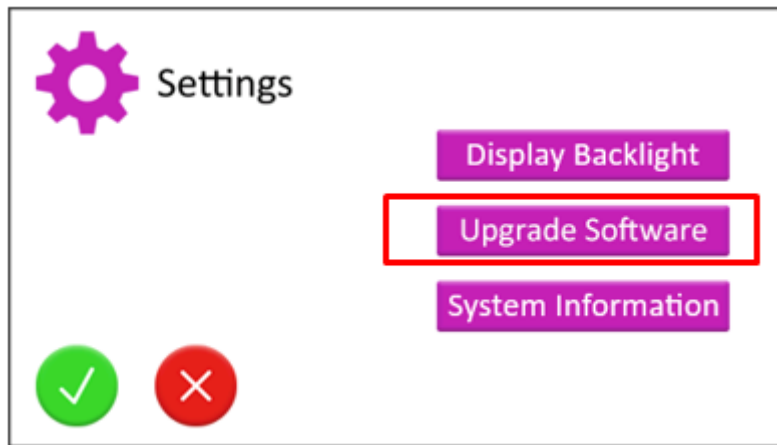 Settings
Display Backlight
Upgrade Software
System Information